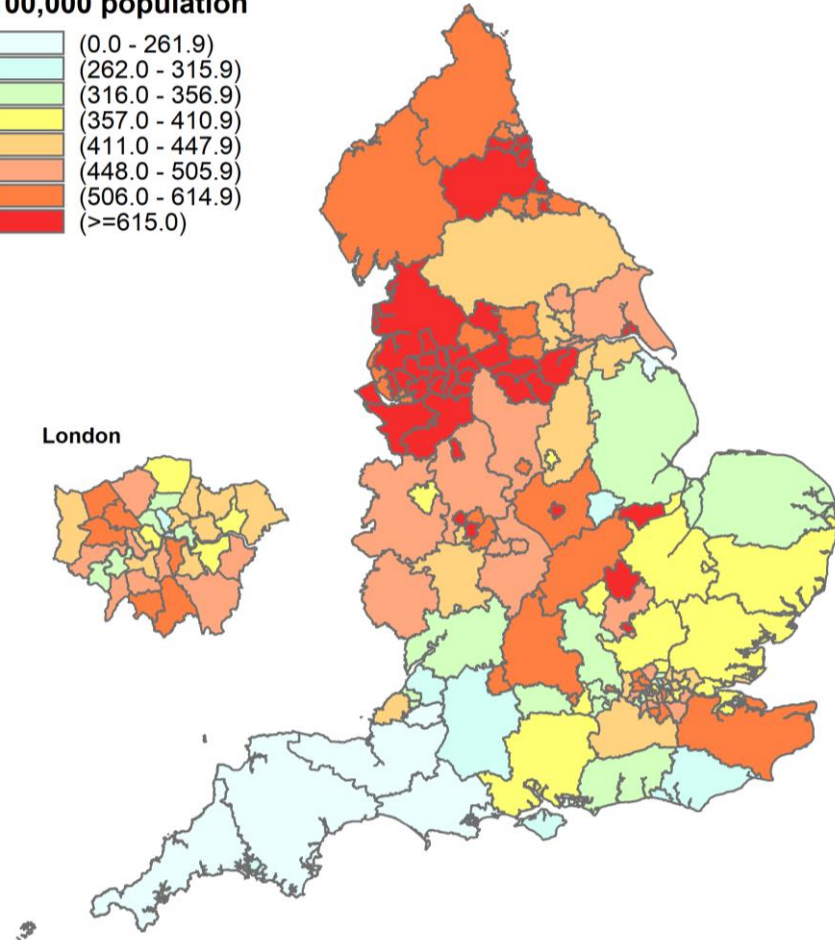 00,000 population
(0.0 - 261.9)
(262.0 - 315.9)
(316.0 - 356.9)
(357.0 - 410.9)
(411.0 - 447.9)
(448.0 - 505.9)
(506.0 - 614.9)
(>=615.0)
London